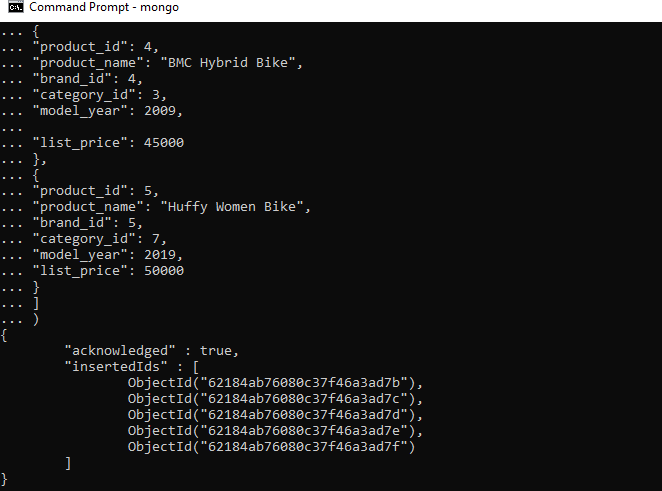 Command Prompt - mongo
... {
... "product_id": 4,
... "product_name": "BMC Hybrid Bike",
... "brand_id": 4,
... "category_id": 3,
... "model_year": 2009,
...
... "list_price": 45000
... },
... {
... "product_id": 5,
... "product_name": "Huffy Women Bike",
... "brand_id": 5,
... "category_id": 7,
... "model_year": 2019,
... "list_price": 50000
... }
... ]
... )
{
        "acknowledged" : true,
        "insertedIds" : [
                ObjectId("62184ab76080c37f46a3ad7b"),
                ObjectId("62184ab76080c37f46a3ad7c"),
                ObjectId("62184ab76080c37f46a3ad7d"),
                ObjectId("62184ab76080c37f46a3ad7e"),
                ObjectId("62184ab76080c37f46a3ad7f")
        ]
}